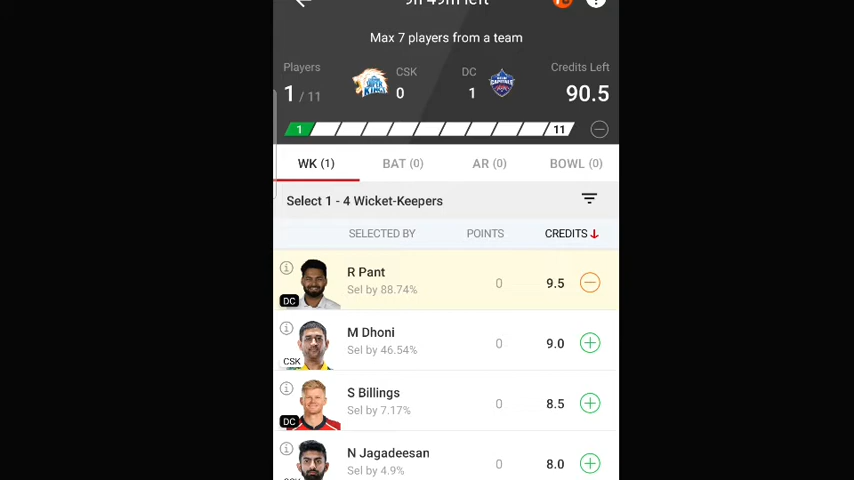 9h 49m left
Max 7 players from a team
Players CSK DC Credits Left
1 / 11 0 1 90.5
1 11
WK (1) BAT (0) AR (0) BOWL (0)
Select 1 - 4 Wicket-Keepers
SELECTED BY POINTS CREDITS
R Pant
Sel by 88.74% 0 9.5
DC
M Dhoni
Sel by 46.54% 0 9.0
CSK
S Billings
Sel by 7.17% 0 8.5
DC
N Jagadeesan
Sel by 4.9% 0 8.0